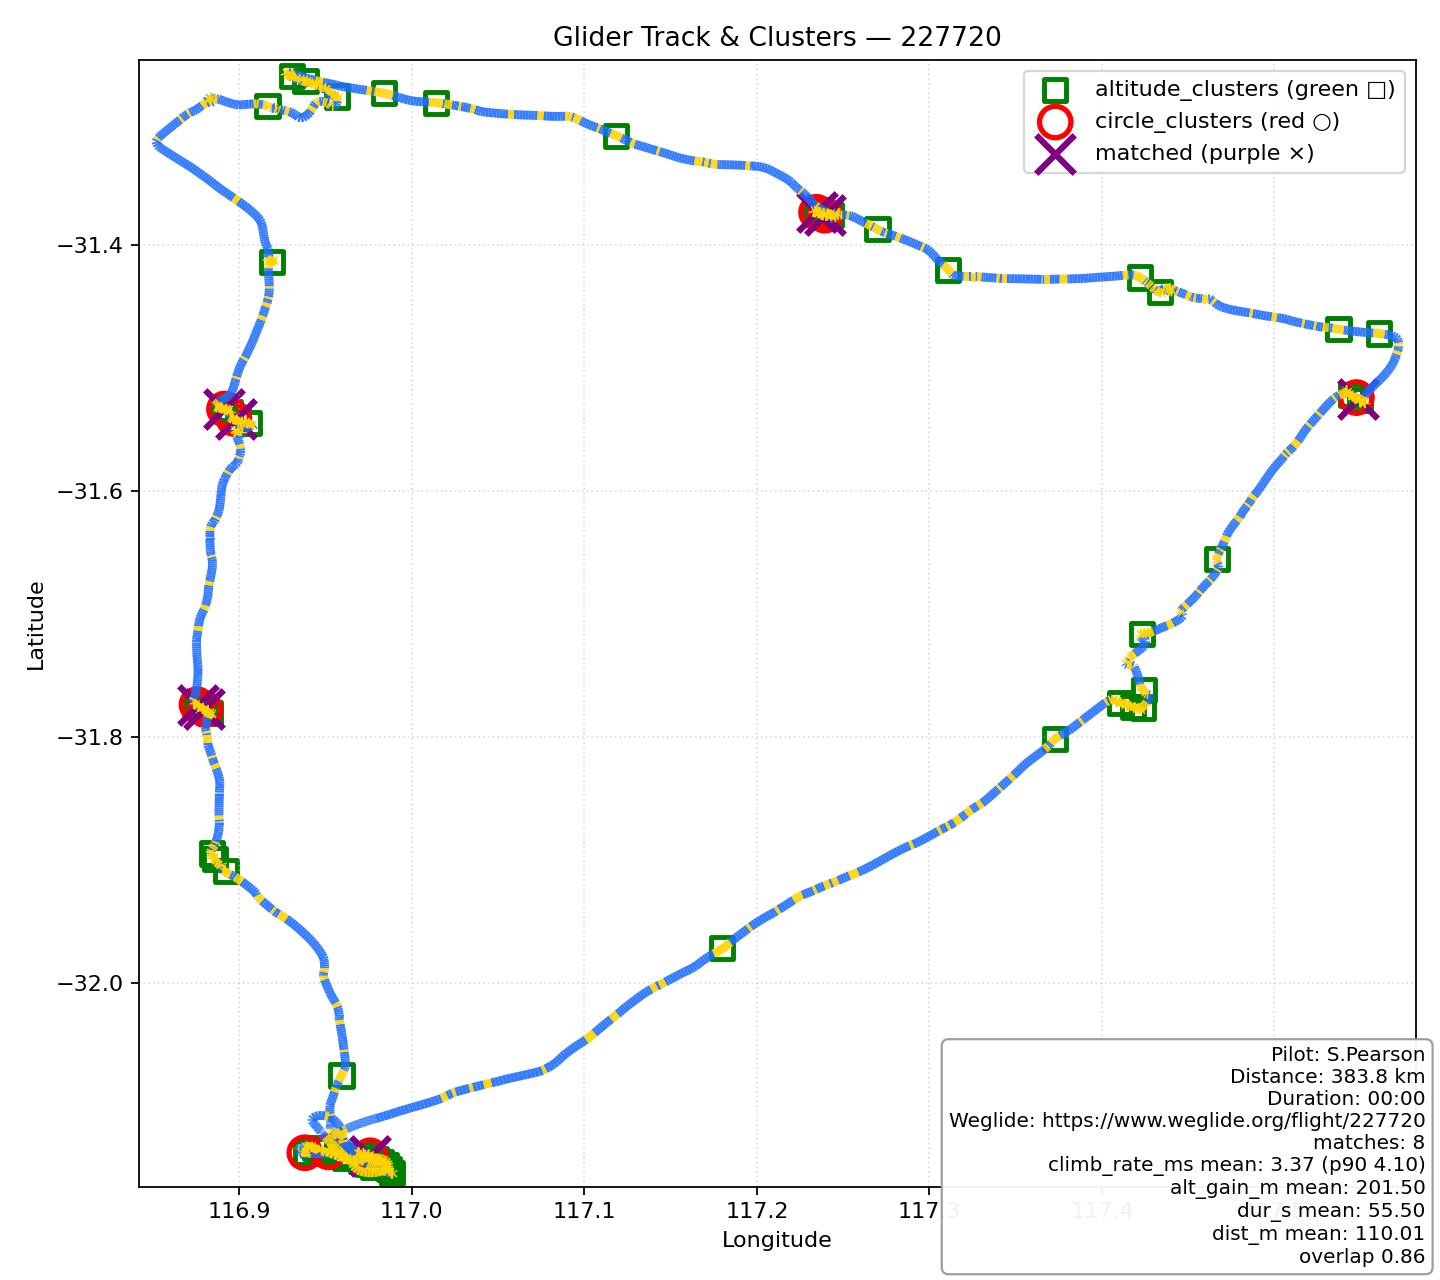 Glider Track & Clusters — 227720
altitude_clusters (green □)
circle_clusters (red ○)
matched (purple ×)
Latitude
−31.4
−31.6
−31.8
−32.0
116.9
117.0
117.1
117.2
117.3
117.4
Longitude
Pilot: S.Pearson
Distance: 383.8 km
Duration: 00:00
Weglide: https://www.weglide.org/flight/227720
matches: 8
climb_rate_ms mean: 3.37 (p90 4.10)
alt_gain_m mean: 201.50
dur_s mean: 55.50
dist_m mean: 110.01
overlap 0.86